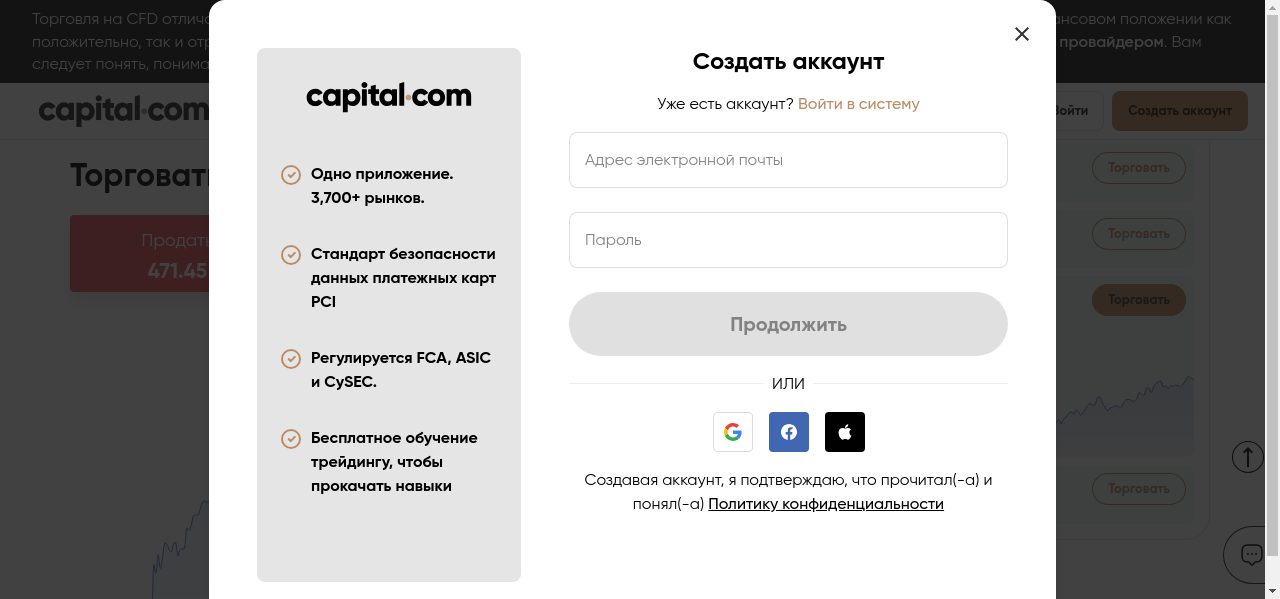 Торговля на CFD отлича
ансовом положении как
положительно, так и отр
провайдером. Вам
следует понять, понима
capital.com
Войти
Создать аккаунт
Торговать
Продать
471.45
Торговать
Торговать
Торговать
Торговать
capital.com
Одно приложение.
3,700+ рынков.
Стандарт безопасности
данных платежных карт
PCI
Регулируется FCA, ASIC
и CySEC.
Бесплатное обучение
трейдингу, чтобы
прокачать навыки
Создать аккаунт
Уже есть аккаунт? Войти в систему
Адрес электронной почты
Пароль
Продолжить
ИЛИ
Создавая аккаунт, я подтверждаю, что прочитал(-а) и
понял(-а) Политику конфиденциальности